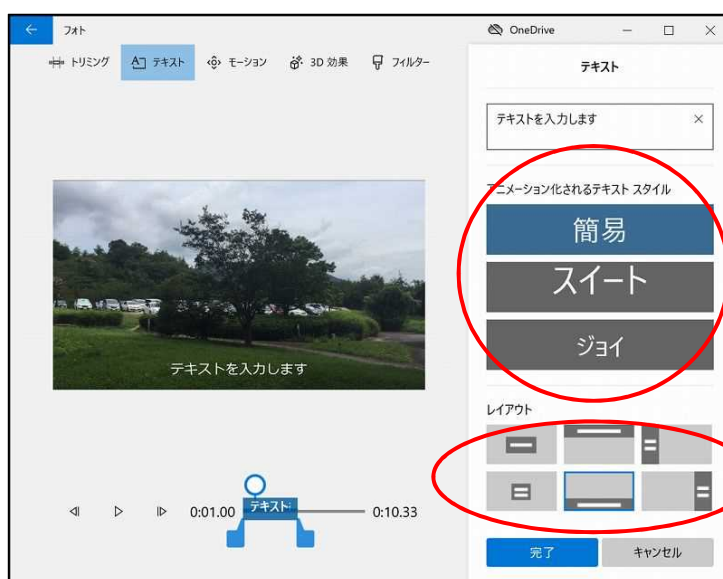 フォト
OneDrive
トリミング テキスト モーション 3D 効果 フィルター
テキスト
テキストを入力します
アニメーション化されるテキスト スタイル
簡易
スイート
ジョイ
テキストを入力します
レイアウト
0:01.00 テキスト 0:10.33
完了 キャンセル